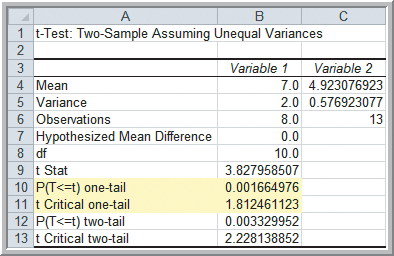 A B C
1 t-Test: Two-Sample Assuming Unequal Variances
2
3 Variable 1 Variable 2
4 Mean 7.0 4.923076923
5 Variance 2.0 0.576923077
6 Observations 8.0 13
7 Hypothesized Mean Difference 0.0
8 df 10.0
9 t Stat 3.827958507
10 P(T<=t) one-tail 0.001664976
11 t Critical one-tail 1.812461123
12 P(T<=t) two-tail 0.003329952
13 t Critical two-tail 2.228138852